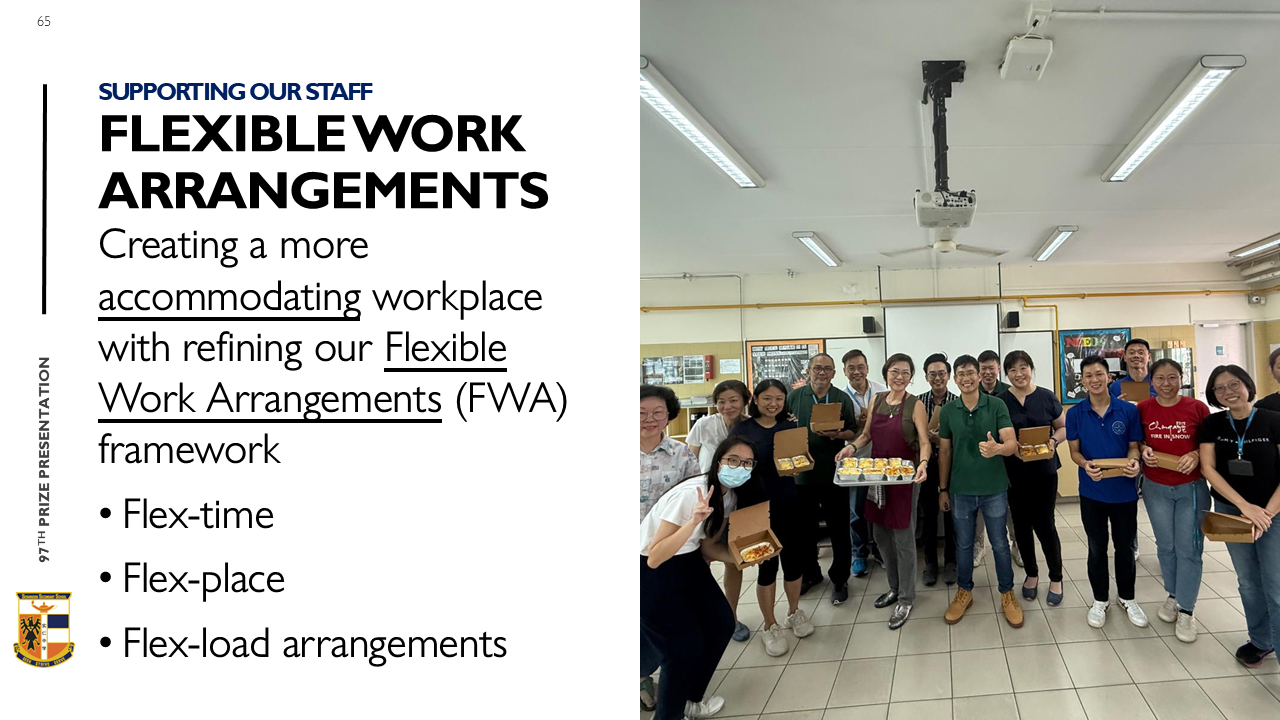 65
SUPPORTING OUR STAFF
FLEXIBLE WORK
ARRANGEMENTS
Creating a more
accommodating workplace
with refining our Flexible
Work Arrangements (FWA)
framework
• Flex-time
• Flex-place
• Flex-load arrangements
97TH PRIZE PRESENTATION
FIRE IN SNOW